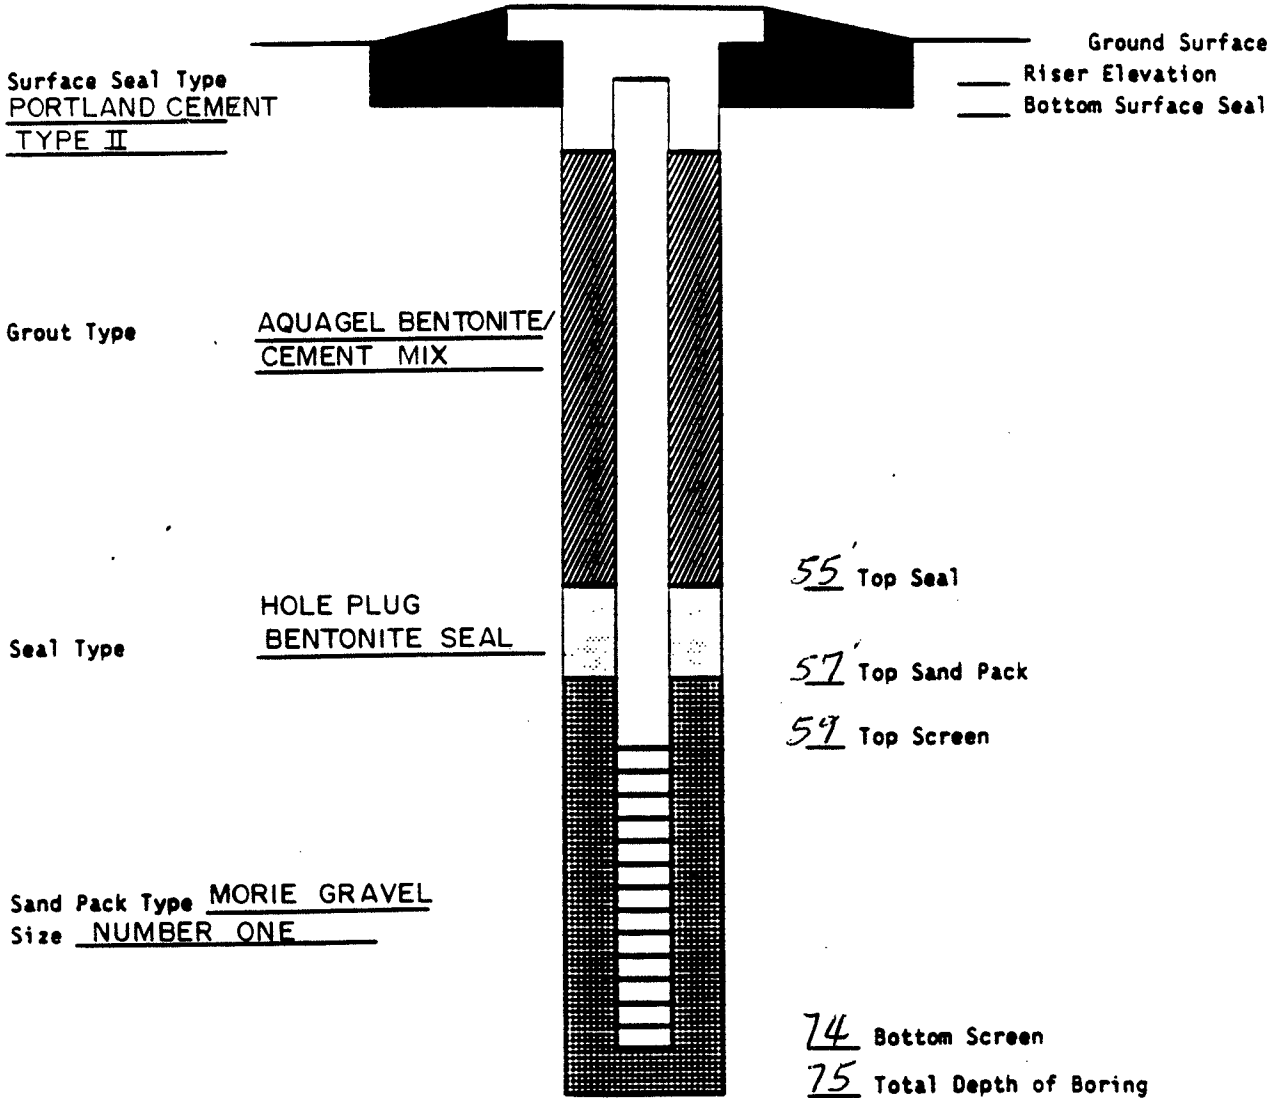 Ground Surface
Riser Elevation
Bottom Surface Seal
Surface Seal Type
PORTLAND CEMENT
TYPE II
Grout Type
AQUAGEL BENTONITE/
CEMENT MIX
55' Top Seal
Seal Type
HOLE PLUG
BENTONITE SEAL
57' Top Sand Pack
59' Top Screen
Sand Pack Type MORIE GRAVEL
Size NUMBER ONE
74 Bottom Screen
75 Total Depth of Boring